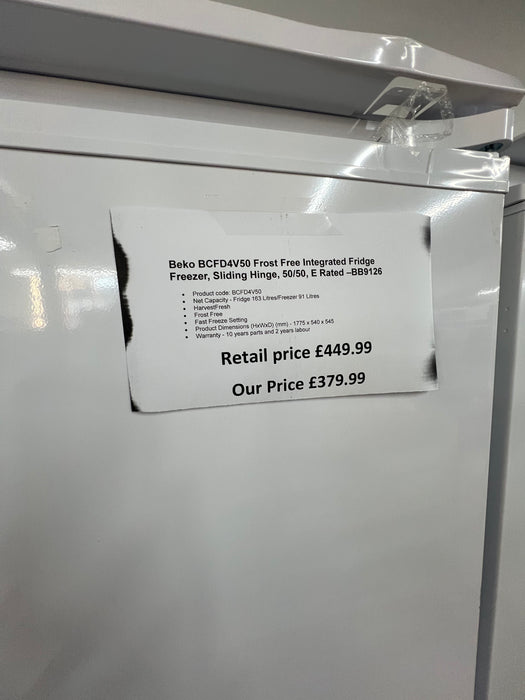 Beko BCFD4V50 Frost Free Integrated Fridge
Freezer, Sliding Hinge, 50/50, E Rated –BB9126
• Product code: BCFD4V50
• Net Capacity - Fridge 163 Litres/Freezer 91 Litres
• HarvestFresh
• Frost Free
• Fast Freeze Setting
• Product Dimensions (HxWxD) (mm) - 1775 x 540 x 545
• Warranty - 10 years parts and 2 years labour
Retail price £449.99
Our Price £379.99